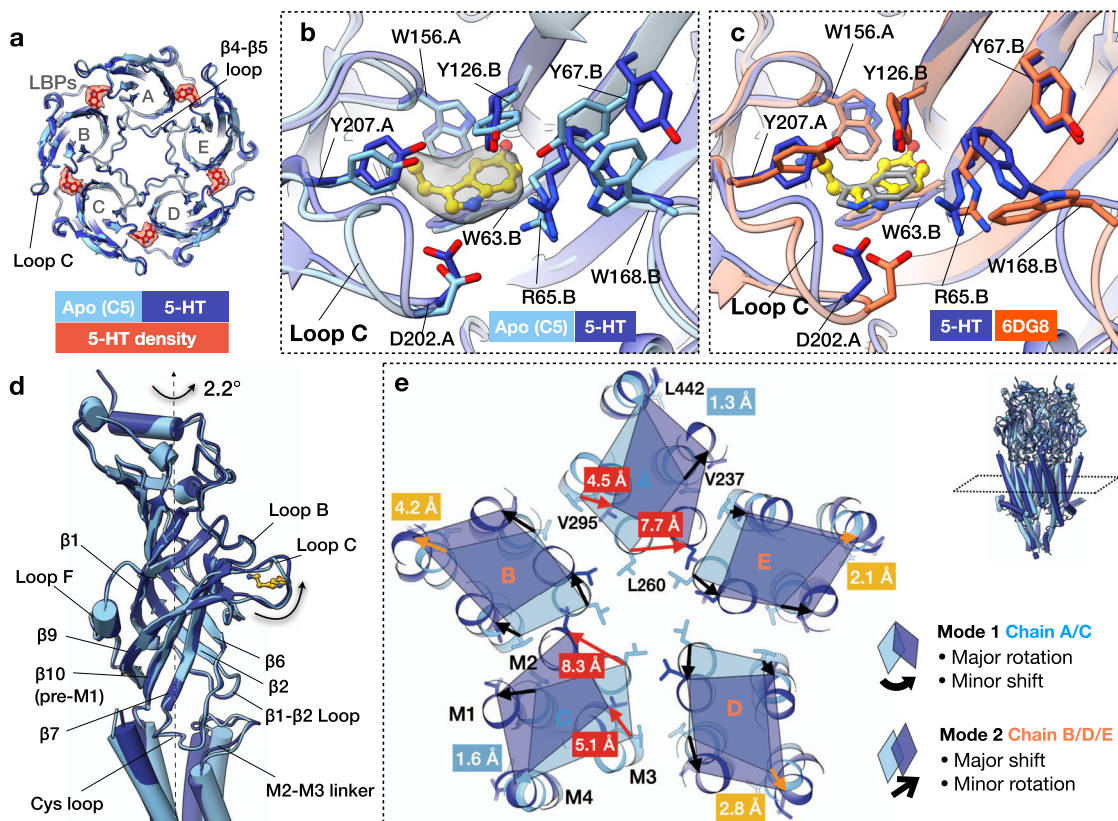 a
β4-β5
loop
LBPs
A
B
E
C
D
Loop C
Apo (C5)
5-HT
5-HT density
b
W156.A
Y126.B
Y67.B
Y207.A
W63.B
R65.B
W168.B
Loop C
D202.A
Apo (C5)
5-HT
c
W156.A
Y126.B
Y67.B
Y207.A
W63.B
W168.B
Loop C
R65.B
D202.A
5-HT
6DG8
d
2.2°
Loop B
Loop C
β1
Loop F
β9
β10
(pre-M1)
β7
β6
β2
β1-β2 Loop
Cys loop
M2-M3 linker
e
L442
1.3 Å
A
4.5 Å
V237
V295
7.7 Å
4.2 Å
B
L260
E
2.1 Å
M2
8.3 Å
M1
C
5.1 Å
D
1.6 Å
M3
M4
2.8 Å
Mode 1 Chain A/C
• Major rotation
• Minor shift
Mode 2 Chain B/D/E
• Major shift
• Minor rotation